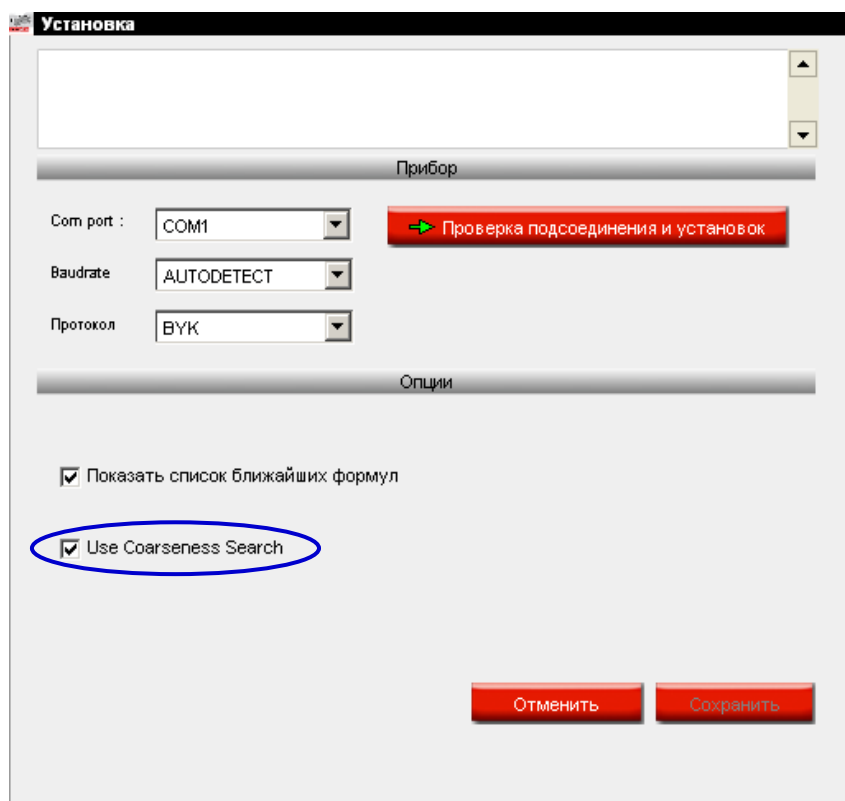 Установка
Прибор
Com port :
COM1
Проверка подсоединения и установок
Baudrate
AUTODETECT
Протокол
BYK
Опции
Показать список ближайших формул
Use Coarseness Search
Отменить
Сохранить